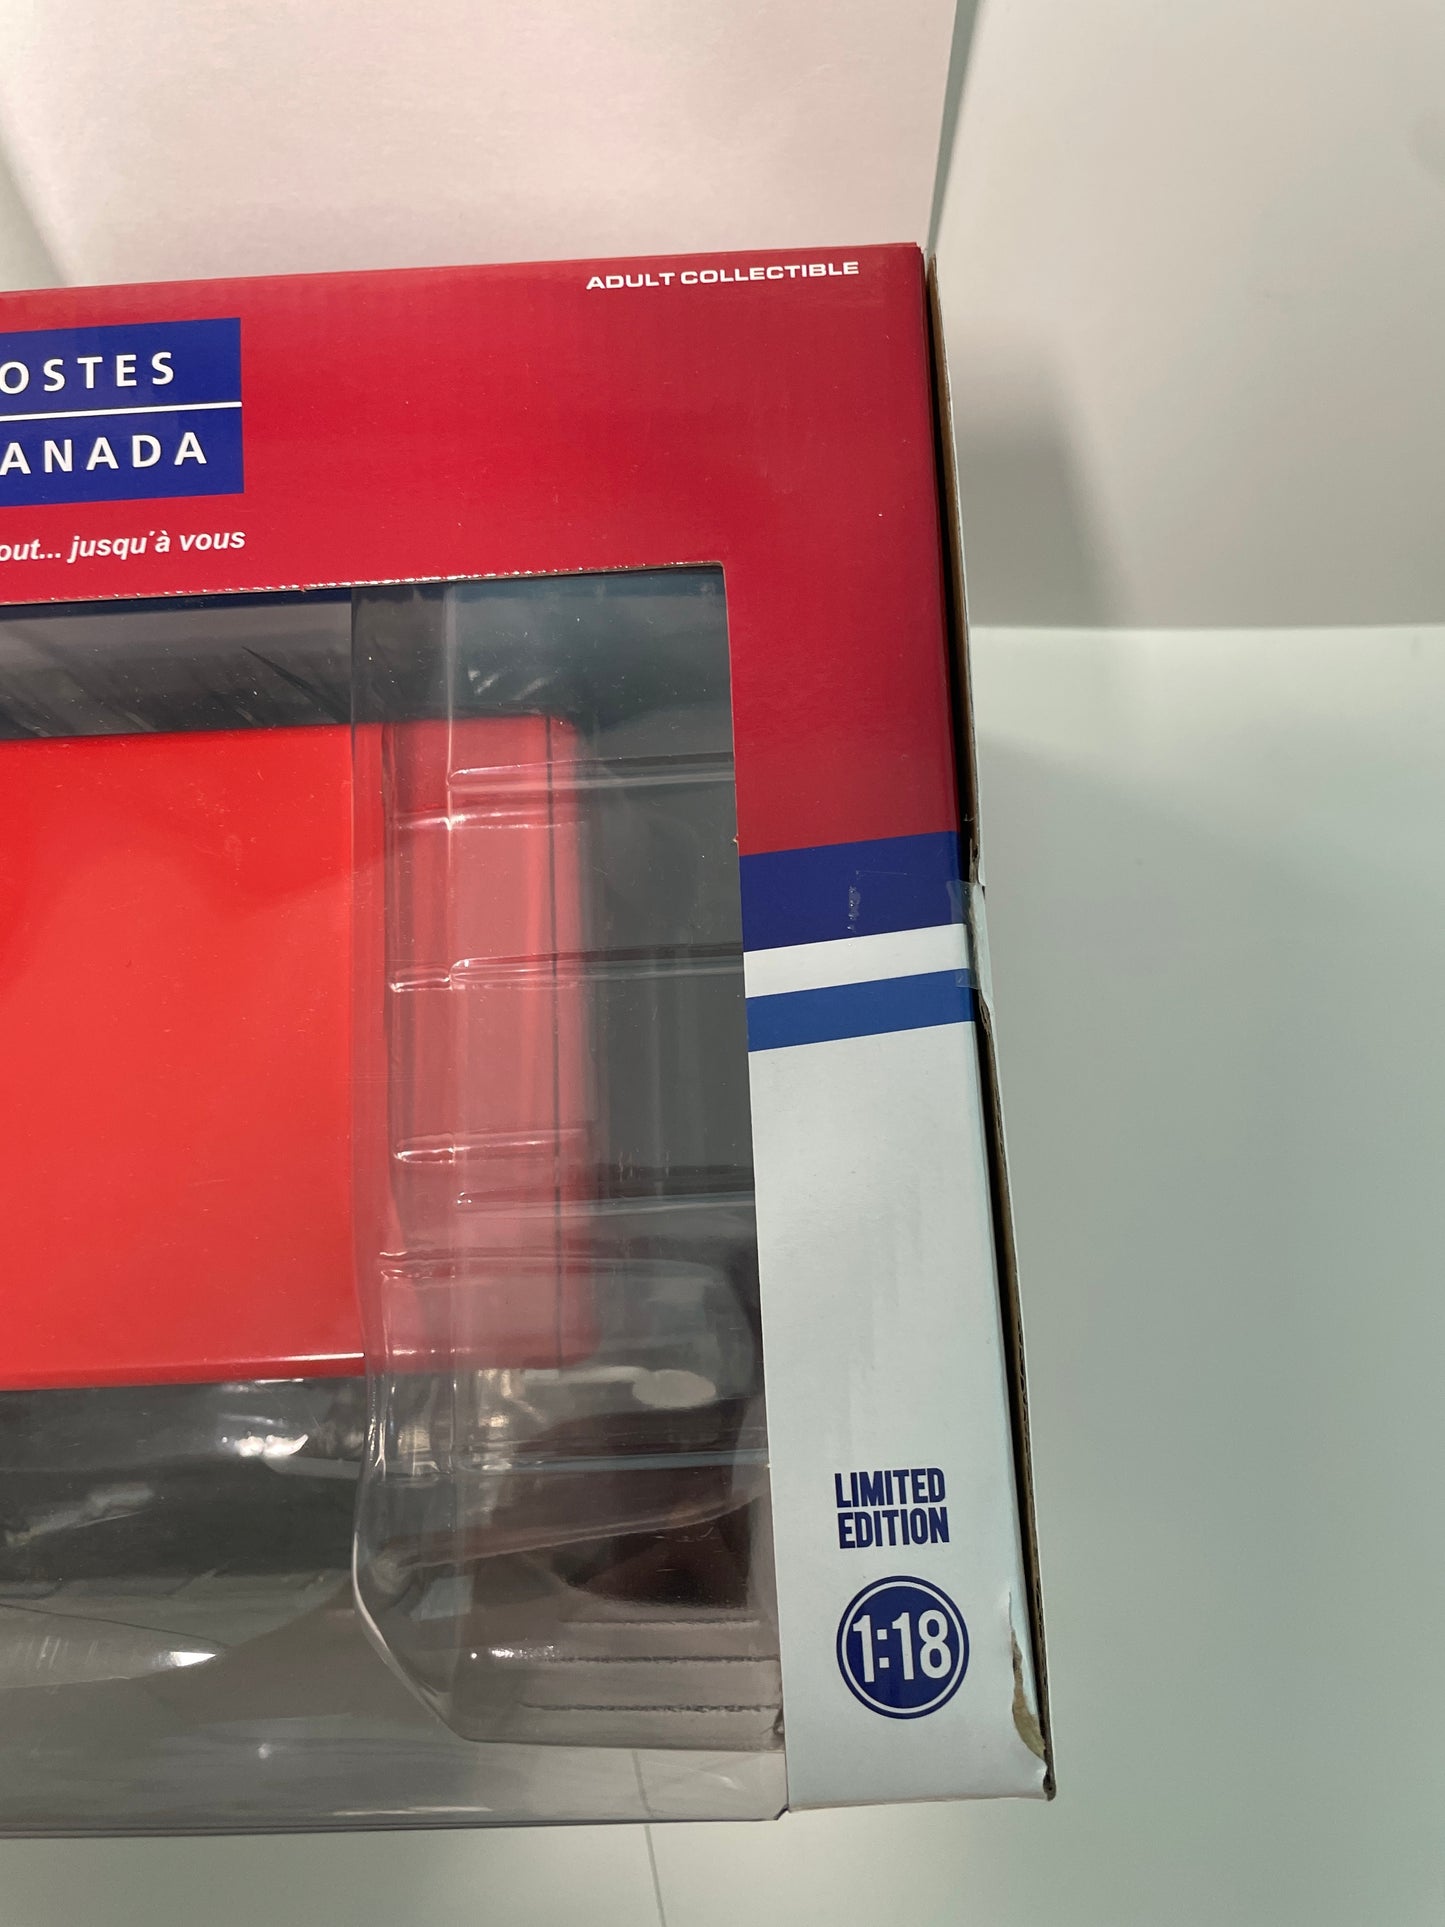 ADULT COLLECTIBLE
OSTES
ANADA
out... jusqu'à vous
LIMITED
EDITION
1:18